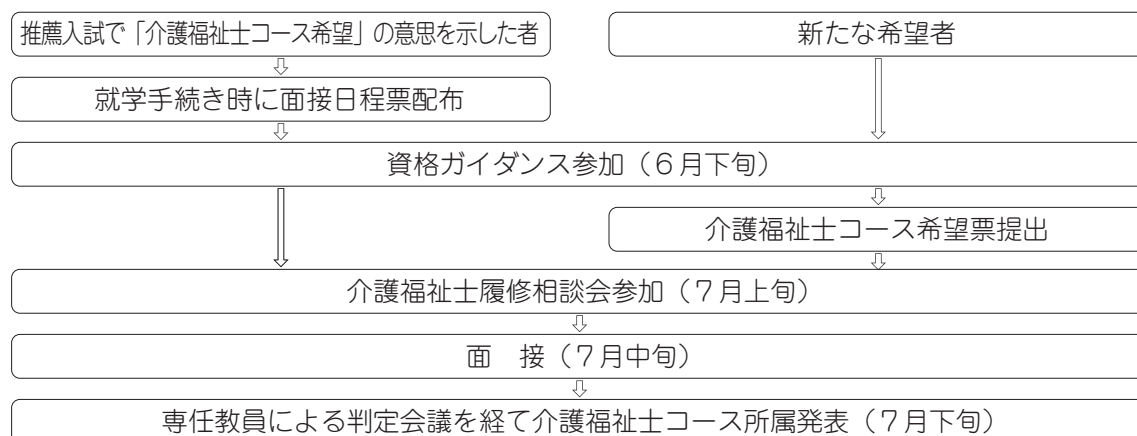 推薦入試で「介護福祉士コース希望」の意思を示した者
新たな希望者
就学手続き時に面接日程票配布
資格ガイダンス参加（６月下旬）
介護福祉士コース希望票提出
介護福祉士履修相談会参加（７月上旬）
面　接（７月中旬）
専任教員による判定会議を経て介護福祉士コース所属発表（７月下旬）